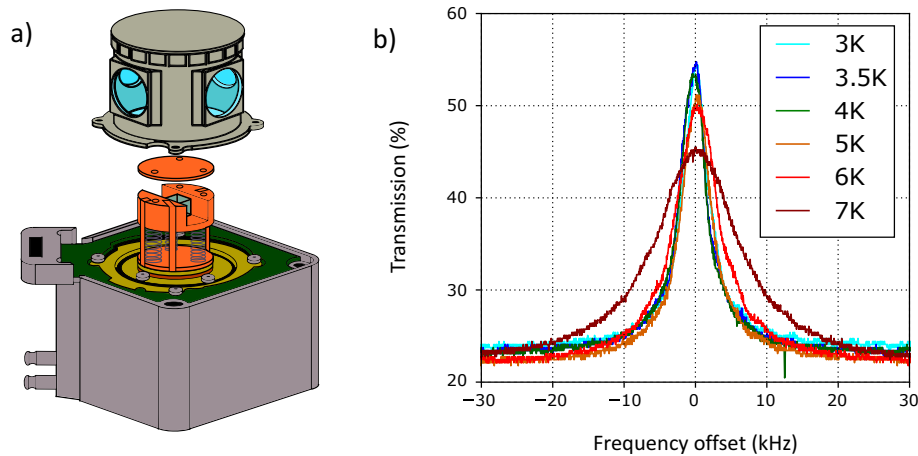 a)
b)
60
50
40
30
20
−30
−20
−10
0
10
20
30
Transmission (%)
Frequency offset (kHz)
3K
3.5K
4K
5K
6K
7K